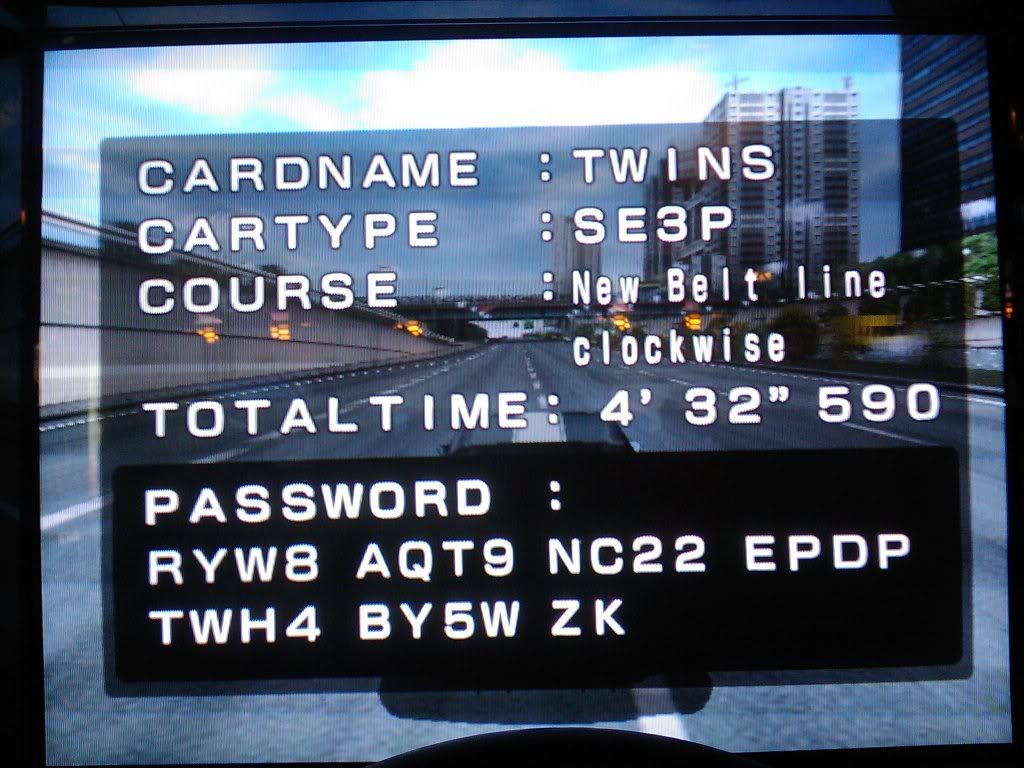 CARDNAME : TWINS
CARTYPE : SE3P
COURSE : New Belt line
clockwise
TOTALTIME: 4' 32" 590
PASSWORD :
RYW8 AQT9 NC22 EPDP
TWH4 BY5W ZK